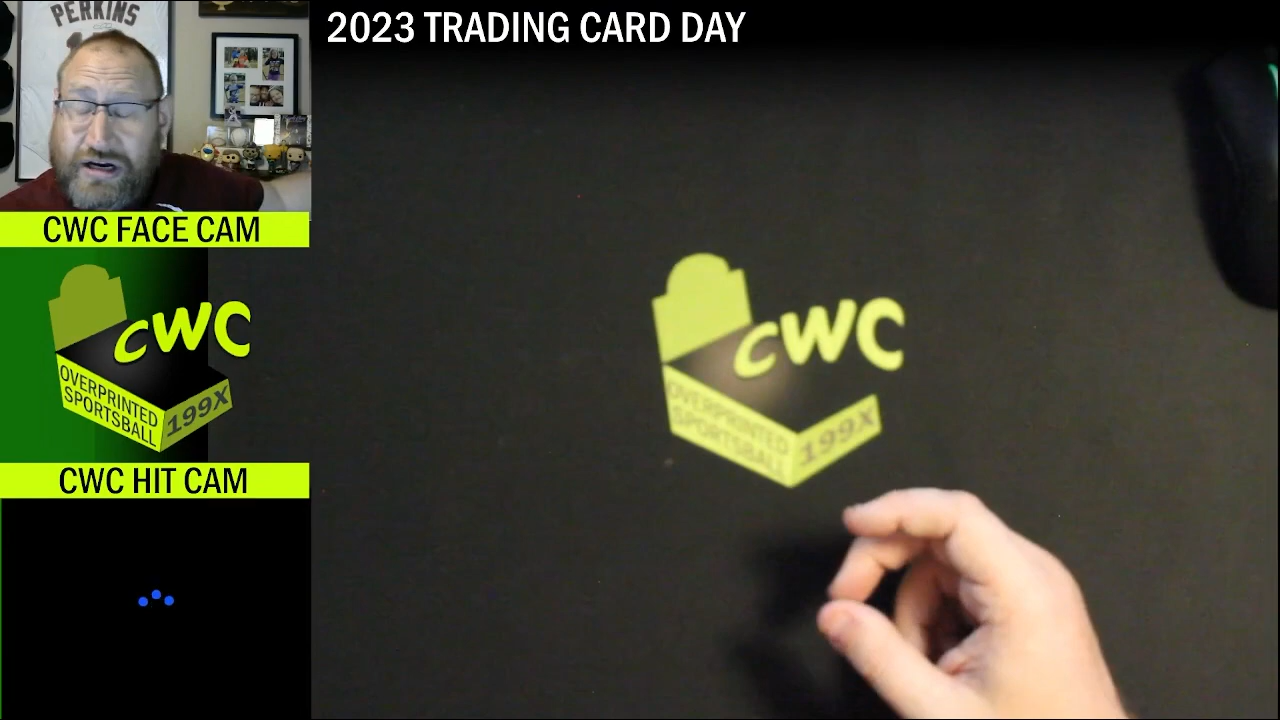 PERKINS
2023 TRADING CARD DAY
CWC FACE CAM
CWC
OVERPRINTED
SPORTSBALL
199X
CWC HIT CAM
CWC
OVERPRINTED
SPORTSBALL
199X